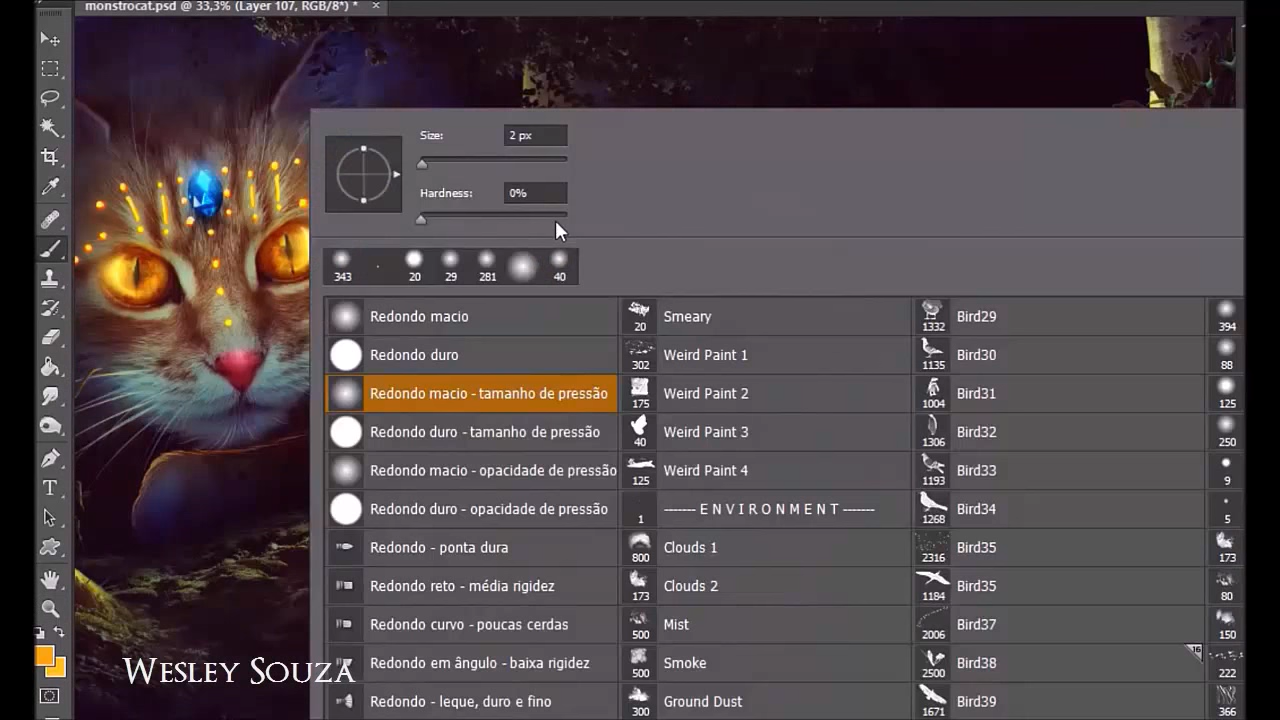 monstrocat.psd @ 33,3% (Layer 107, RGB/8*) * ×
Size: 2 px
Hardness: 0%
343 20 29 281 40
Redondo macio
Redondo duro
Redondo macio - tamanho de pressão
Redondo duro - tamanho de pressão
Redondo macio - opacidade de pressão
Redondo duro - opacidade de pressão
Redondo - ponta dura
Redondo reto - média rigidez
Redondo curvo - poucas cerdas
Redondo em ângulo - baixa rigidez
Redondo - leque, duro e fino
20 Smeary
302 Weird Paint 1
175 Weird Paint 2
40 Weird Paint 3
125 Weird Paint 4
1 ------- E N V I R O N M E N T -------
800 Clouds 1
173 Clouds 2
500 Mist
500 Smoke
300 Ground Dust
1332 Bird29
1135 Bird30
1004 Bird31
1306 Bird32
1193 Bird33
1268 Bird34
2316 Bird35
1184 Bird35
2006 Bird37
2500 Bird38
1671 Bird39
394
88
125
250
9
5
173
80
150
222
366
T
Wesley Souza